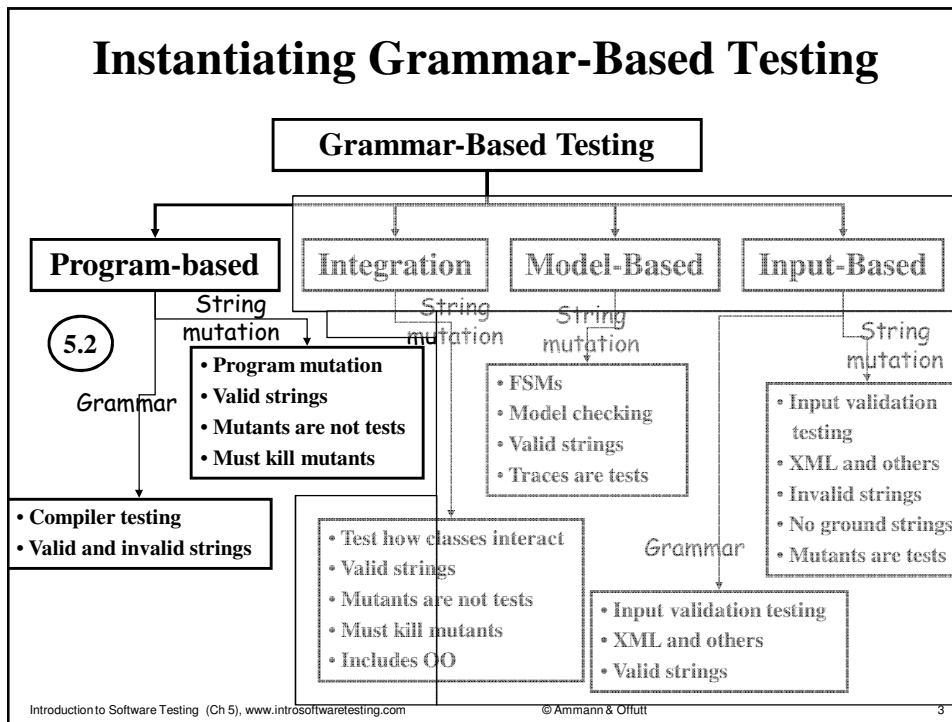 Instantiating Grammar-Based Testing
Grammar-Based Testing
Program-based
Integration
Model-Based
Input-Based
String
mutation
String
mutation
String
mutation
String
mutation
5.2
Grammar
• Program mutation
• Valid strings
• Mutants are not tests
• Must kill mutants
• Compiler testing
• Valid and invalid strings
• Test how classes interact
• Valid strings
• Mutants are not tests
• Must kill mutants
• Includes OO
• FSMs
• Model checking
• Valid strings
• Traces are tests
Grammar
• Input validation testing
• XML and others
• Valid strings
• Input validation
testing
• XML and others
• Invalid strings
• No ground strings
• Mutants are tests
Introduction to Software Testing (Ch 5), www.introsoftwaretesting.com
© Ammann & Offutt
3